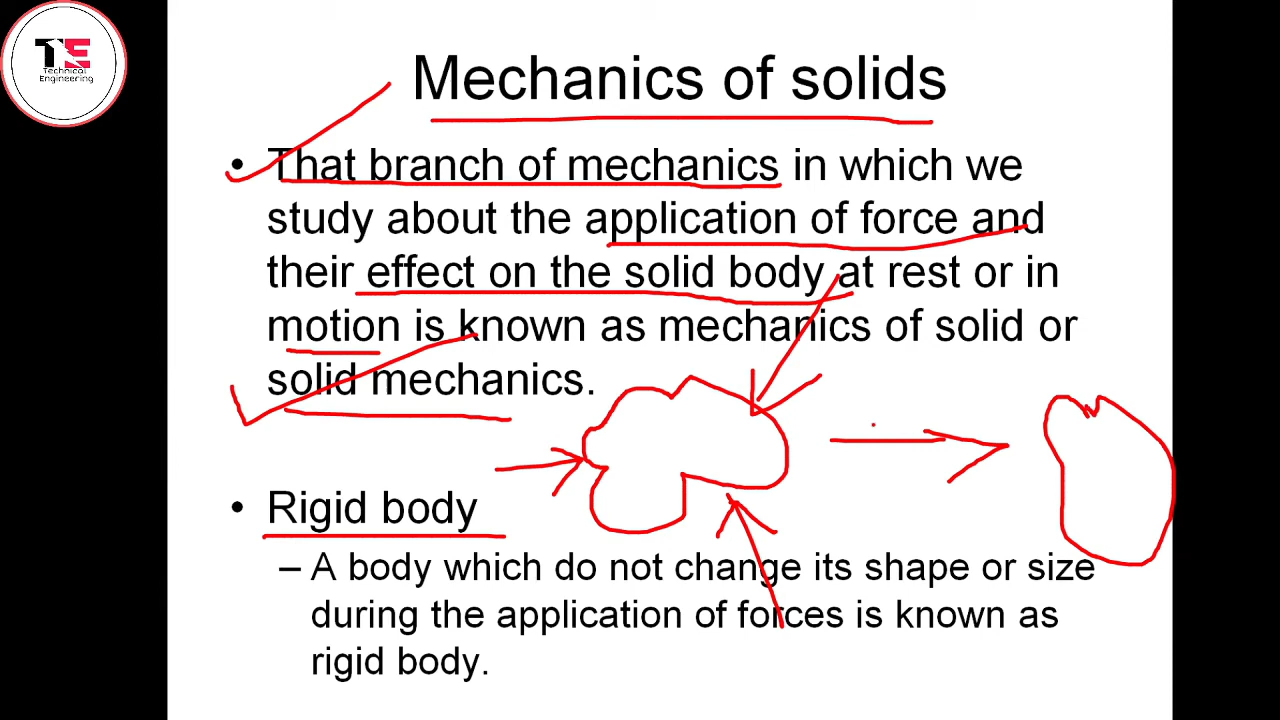 TE
Technical
Engineering
Mechanics of solids
• That branch of mechanics in which we
study about the application of force and
their effect on the solid body at rest or in
motion is known as mechanics of solid or
solid mechanics.
• Rigid body
– A body which do not change its shape or size
during the application of forces is known as
rigid body.